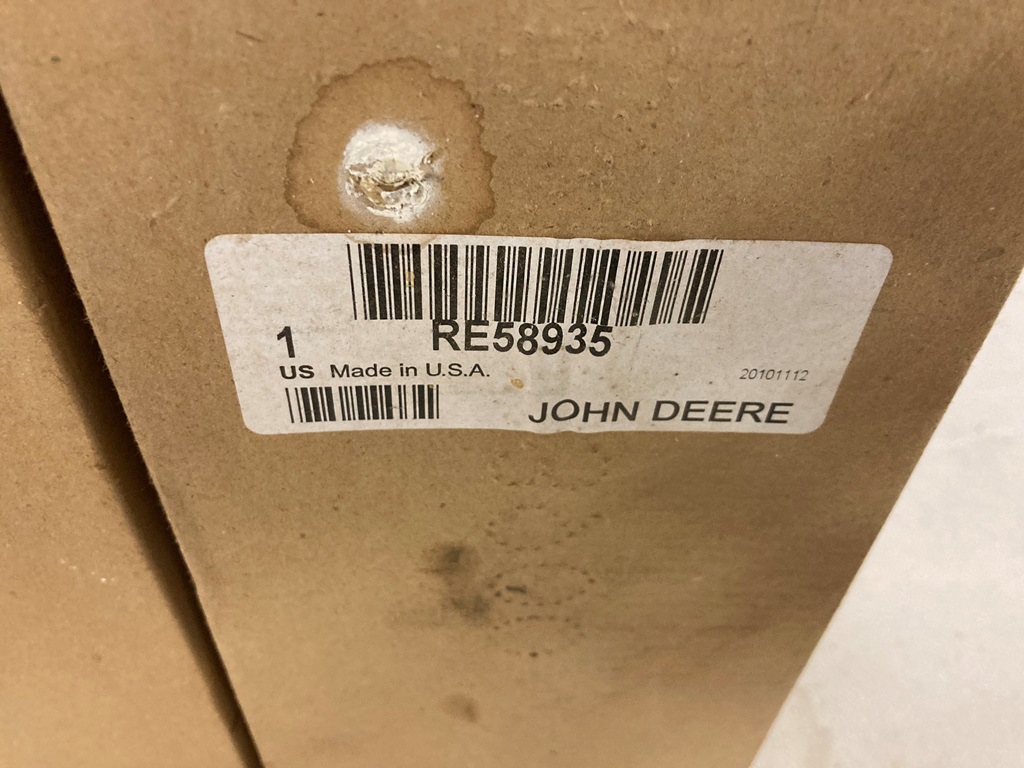 1 RE58935
US Made in U.S.A.
20101112
JOHN DEERE